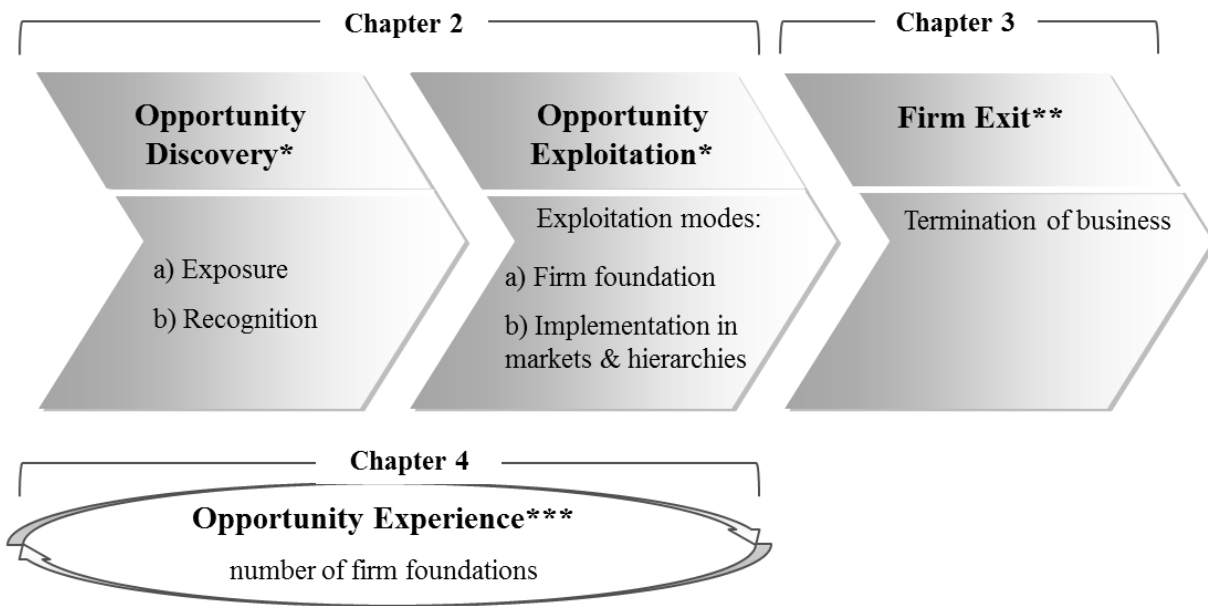 Chapter 2
Chapter 3
Opportunity
Discovery*
Opportunity
Exploitation*
Firm Exit**
a) Exposure
b) Recognition
Exploitation modes:
a) Firm foundation
b) Implementation in
markets & hierarchies
Termination of business
Chapter 4
Opportunity Experience***
number of firm foundations